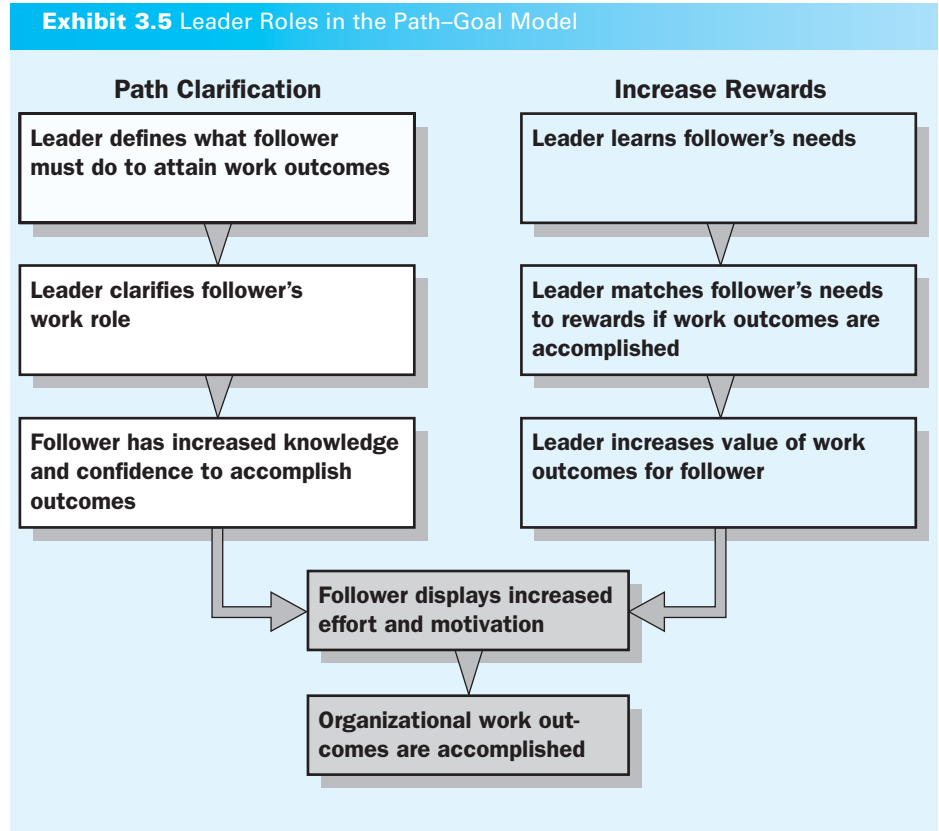 Exhibit 3.5 Leader Roles in the Path–Goal Model
Path Clarification
Leader defines what follower
must do to attain work outcomes
Leader clarifies follower's
work role
Follower has increased knowledge
and confidence to accomplish
outcomes
Increase Rewards
Leader learns follower's needs
Leader matches follower's needs
to rewards if work outcomes are
accomplished
Leader increases value of work
outcomes for follower
Follower displays increased
effort and motivation
Organizational work out-
comes are accomplished